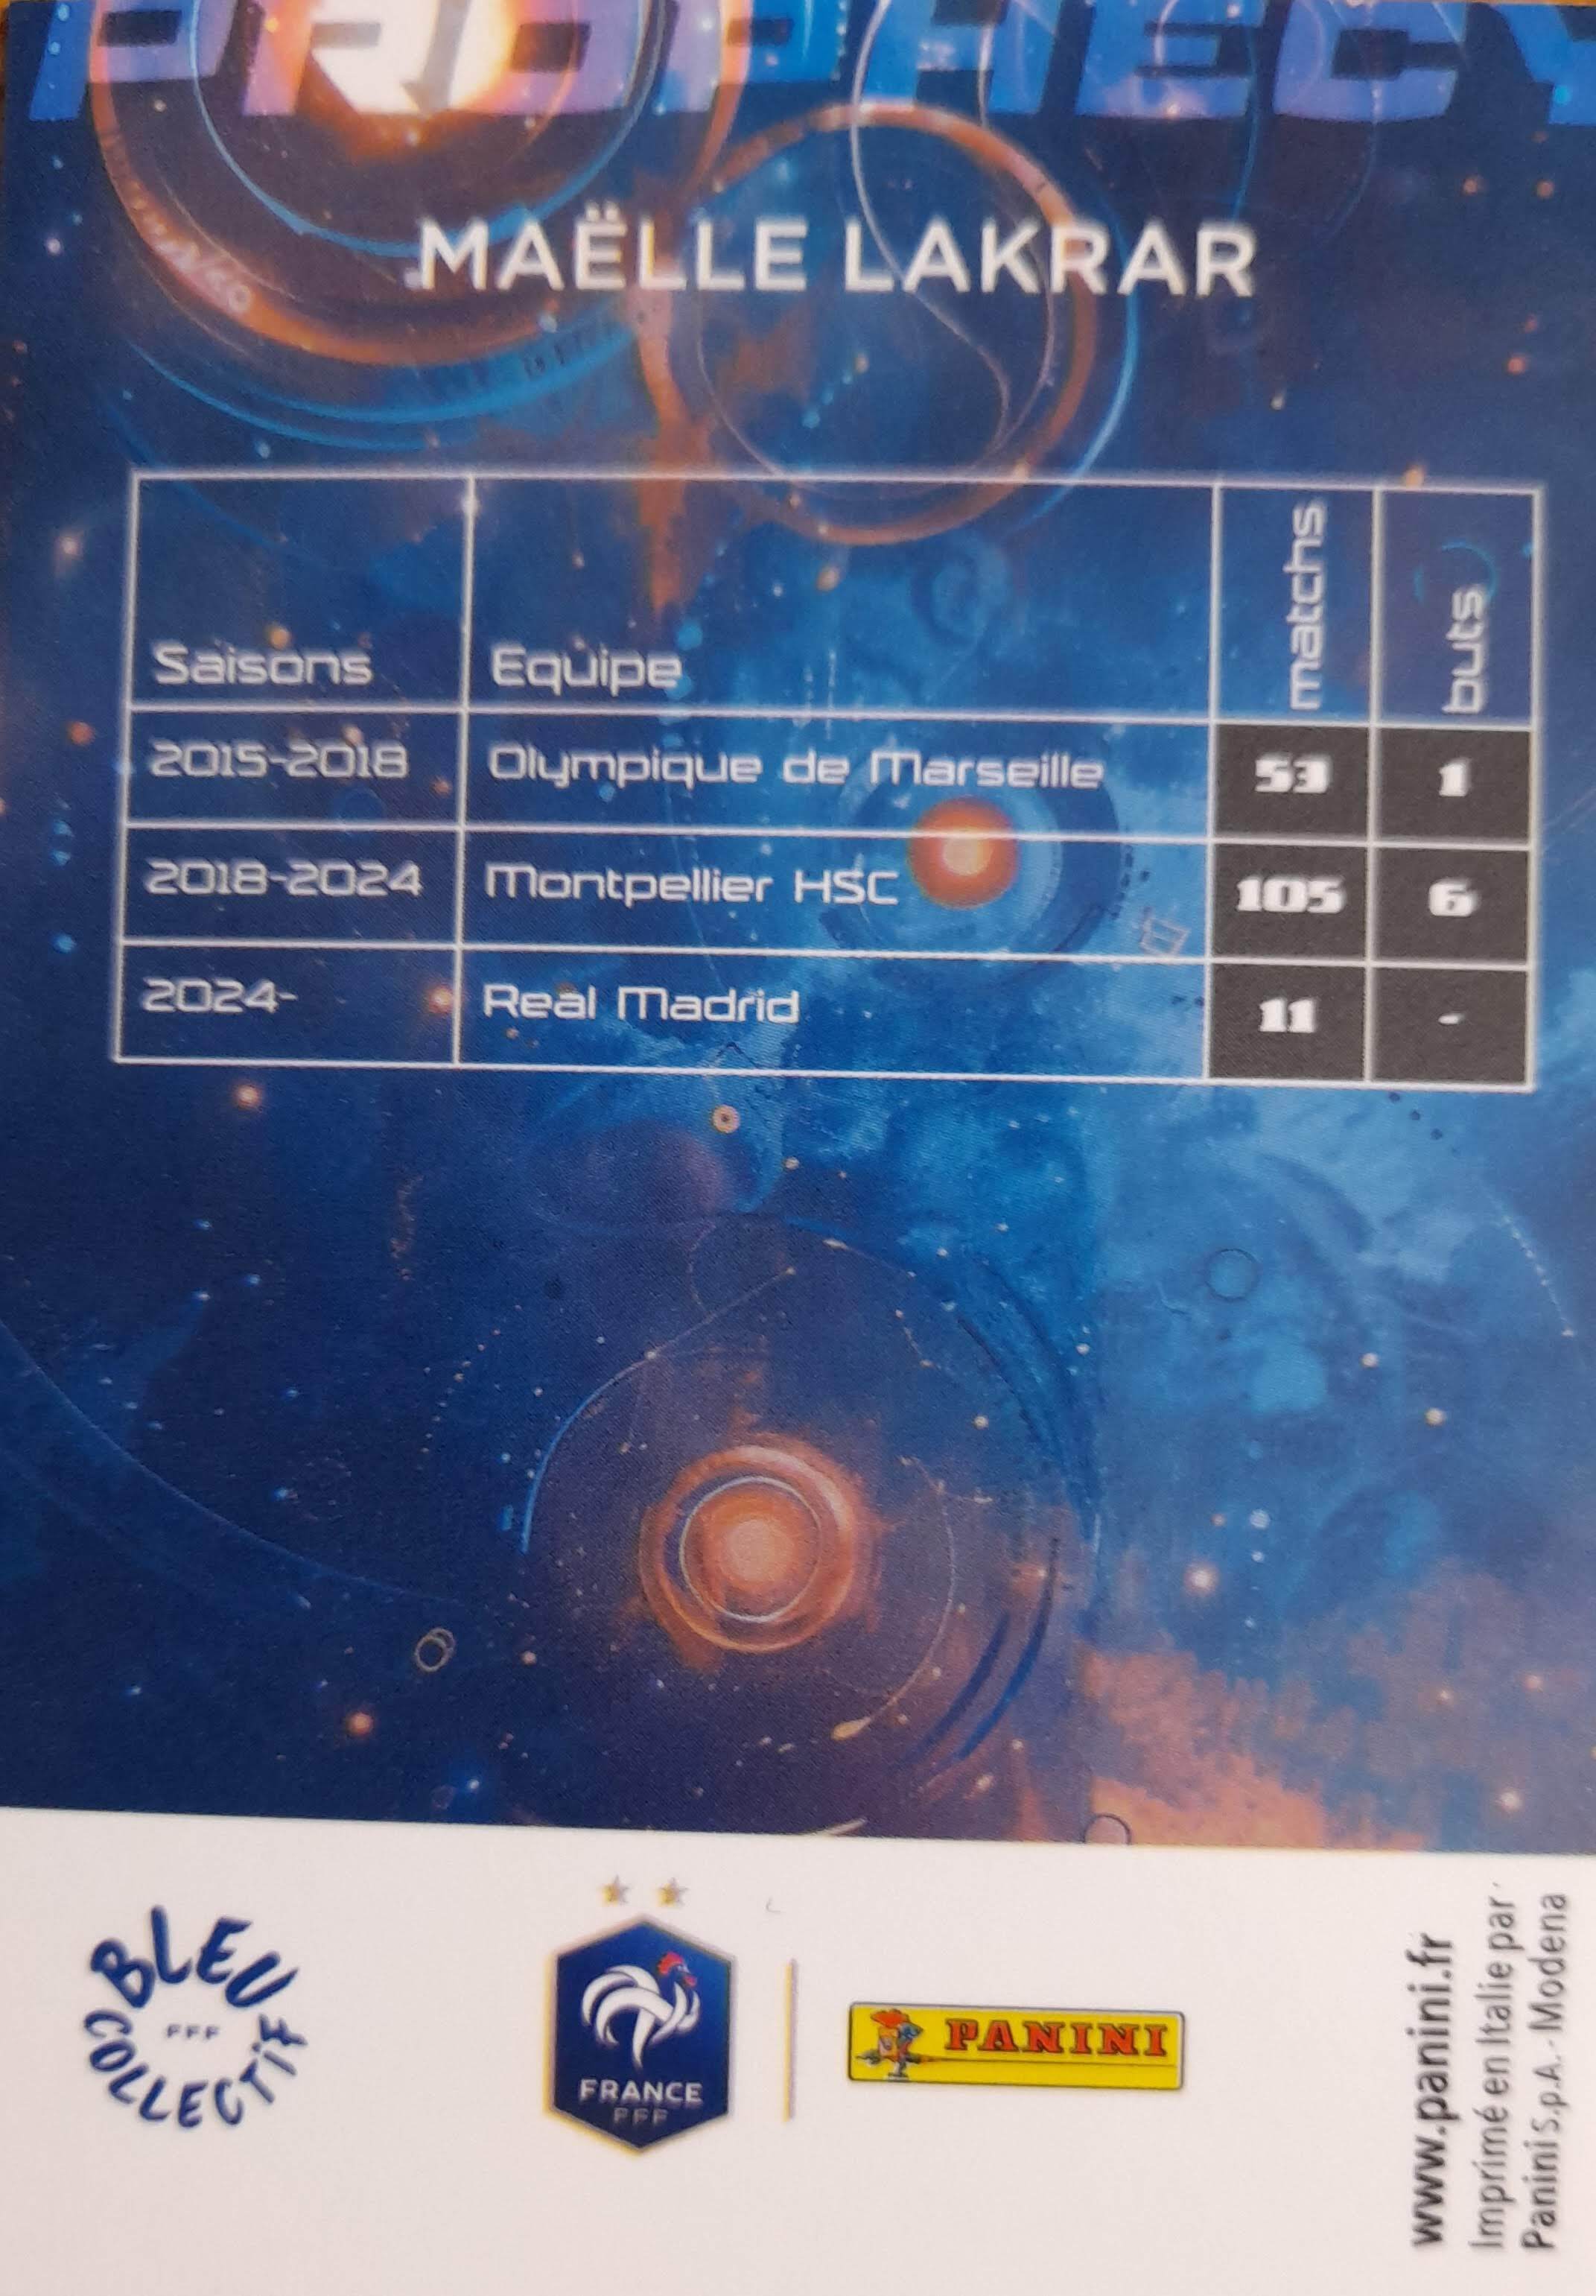 PROPHECY
MAËLLE LAKRAR
Saisons Equipe matchs buts
2015-2018 Olympique de Marseille 53 1
2018-2024 Montpellier HSC 105 6
2024- Real Madrid 11 -
BLEU
FFF
COLLECTIF
FRANCE
FFF
PANINI
www.panini.fr
Imprimé en Italie par
Panini S.p.A. - Modena